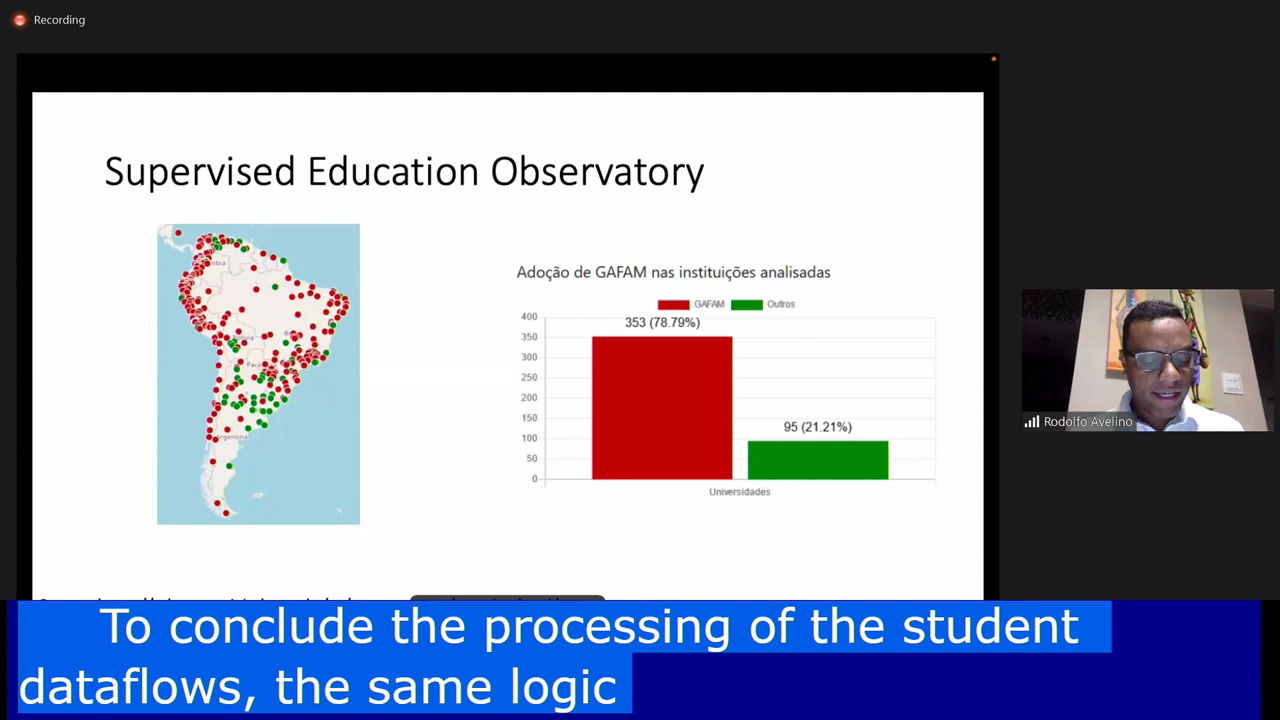 Recording
Supervised Education Observatory
Adoção de GAFAM nas instituições analisadas
GAFAM
Outros
400
353 (78.79%)
350
300
250
200
150
95 (21.21%)
100
50
0
Universidades
Argentina
Rodolfo Avelino
To conclude the processing of the student
dataflows, the same logic